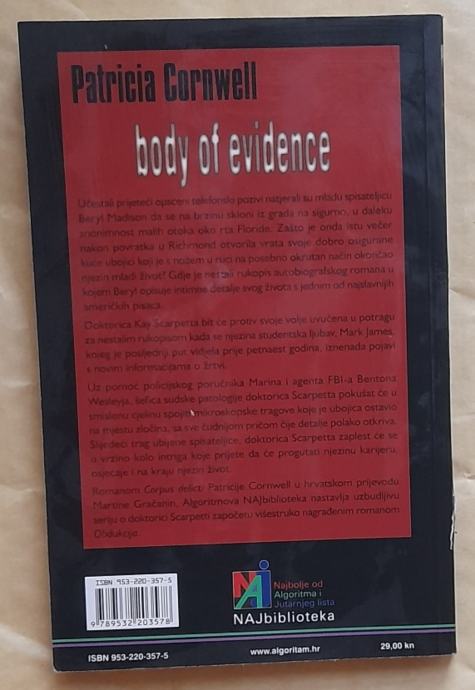 Patricia Cornwell
body of evidence
Učestali prijeteći opsceni telefonski pozivi natjerali su mladu spisateljicu
Beryl Madison da se na brzinu skloni iz grada na sigurno, u daleku
anonimnost malih otoka oko rta Floride. Zašto je onda istu večer
nakon povratka u Richmond otvorila vrata svoje dobro osigurane
kuće ubojici koji je s nožem u ruci na posebno okrutan način okončao
njezin mladi život? Gdje je nestali rukopis autobiografskog romana u
kojem Beryl opisuje intimne detalje svog života s jednim od najslavnijih
američkih pisaca.
Doktorica Kay Scarpetta bit će protiv svoje volje uvučena u potragu
za nestalim rukopisom kada se njezina studentska ljubav, Mark James,
kojeg je posljednji put vidjela prije petnaest godina, iznenada pojavi
s novim informacijama o žrtvi.
Uz pomoć policijskog poručnika Marina i agenta FBI-a Bentona
Wesleyja, šefica sudske patologije doktorica Scarpetta pokušat će u
smislenu cjelinu spojiti mikroskopske tragove koje je ubojica ostavio
na mjestu zločina, sa sve čudnijom pričom čije detalje polako otkriva.
Slijedeći trag ubijene spisateljice, doktorica Scarpetta zaplest će se
u vrzino kolo intriga koje prijete da će progutati njezinu karijeru,
osjećaje i na kraju njezin život.
Romanom Corpus delicti Patricije Cornwell u hrvatskom prijevodu
Martine Gračanin, Algoritmova NAJbiblioteka nastavlja uzbudljivu
seriju o doktorici Scarpetti započetu višestruko nagrađenim romanom
Obdukcija.
ISBN 953-220-357-5
9 789532 203578
NAJ
Najbolje od
Algoritma i
Jutarnjeg lista
NAJbiblioteka
ISBN 953-220-357-5
www.algoritam.hr
29,00 kn